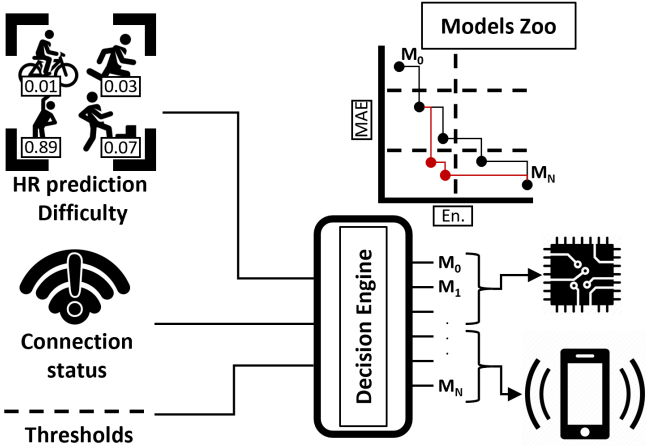 Models Zoo
M0
MAE
MN
En.
0.01
0.03
0.89
0.07
HR prediction
Difficulty
Connection
status
Thresholds
Decision Engine
M0
M1
.
.
.
MN